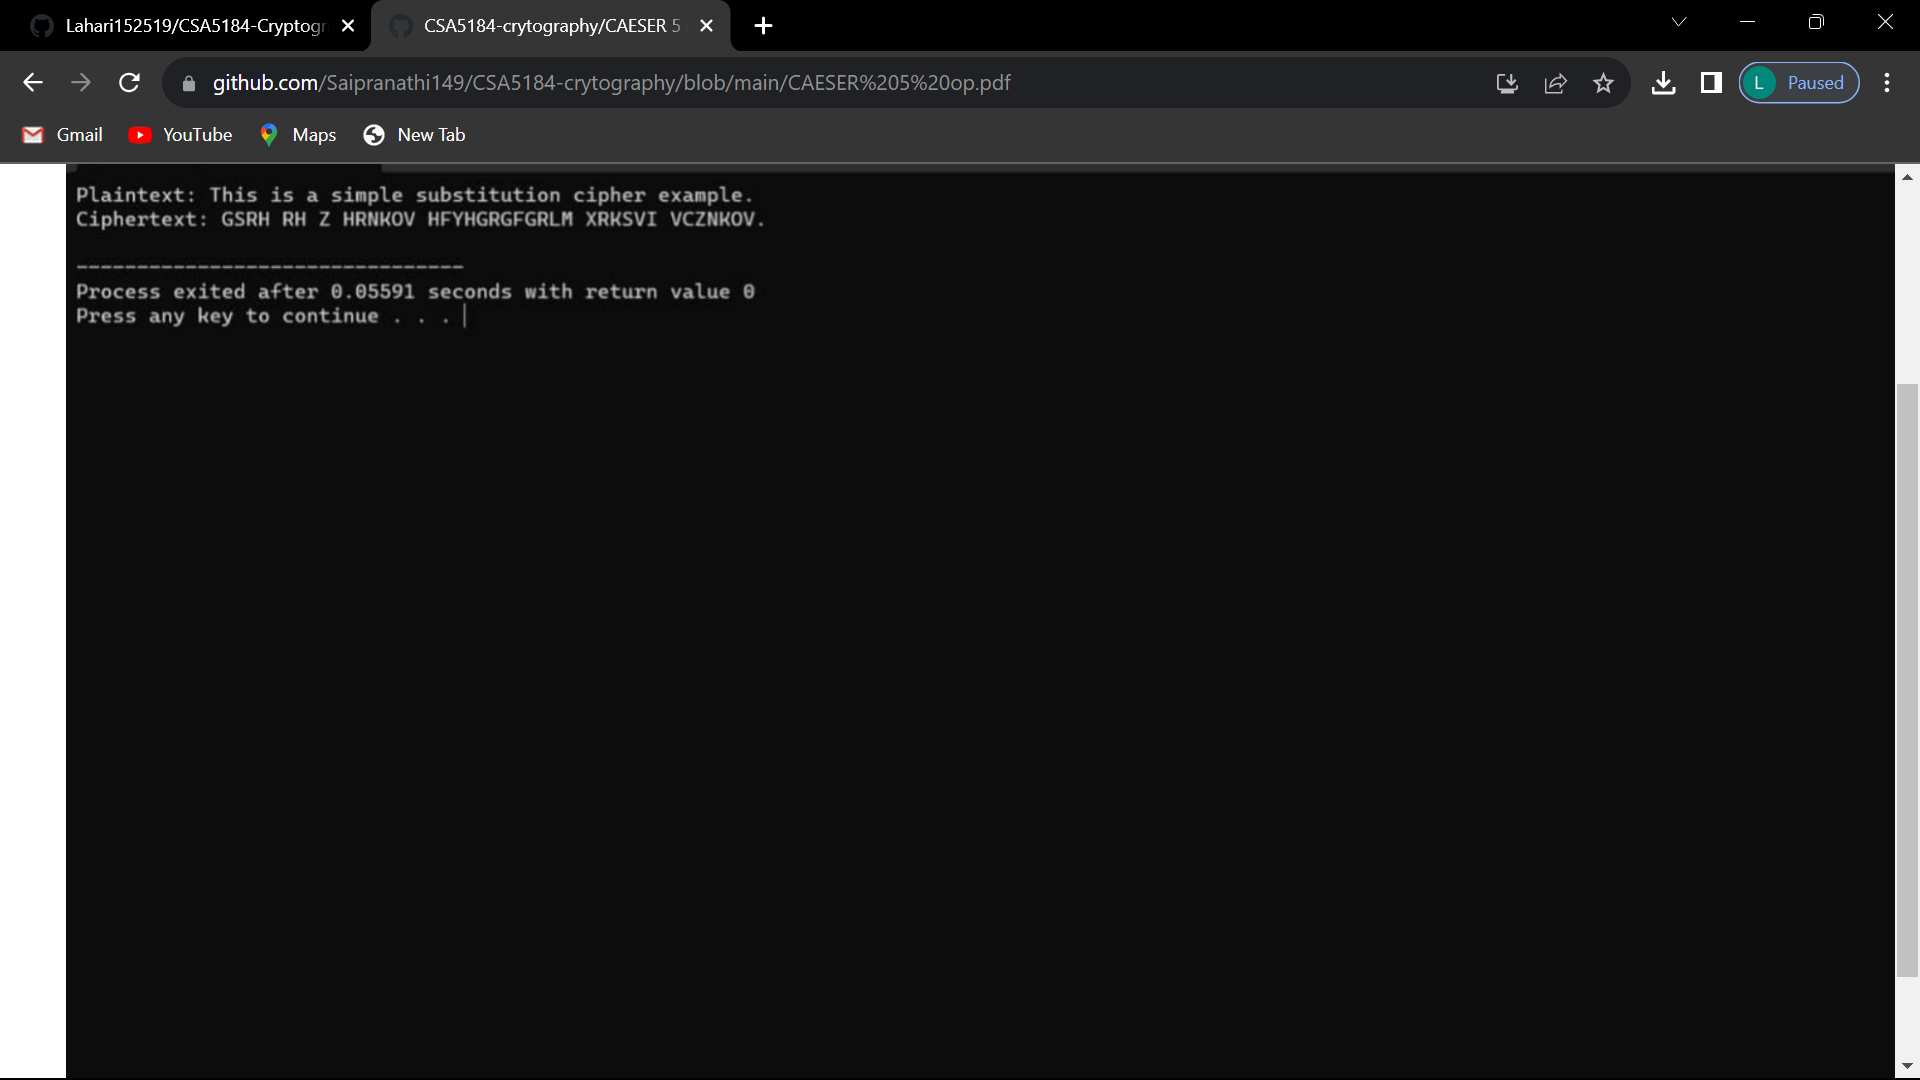 Lahari152519/CSA5184-Cryptogr
CSA5184-crytography/CAESER 5
github.com/Saipranathi149/CSA5184-crytography/blob/main/CAESER%205%20op.pdf
L Paused
Gmail YouTube Maps New Tab
Plaintext: This is a simple substitution cipher example.
Ciphertext: GSRH RH Z HRNKOV HFYHGRGFGRLM XRKSVI VCZNKOV.
--------------------------------
Process exited after 0.05591 seconds with return value 0
Press any key to continue . . .